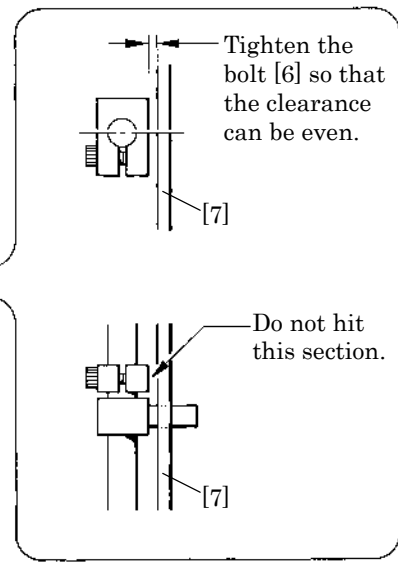 Tighten the
bolt [6] so that
the clearance
can be even.
[7]
Do not hit
this section.
[7]